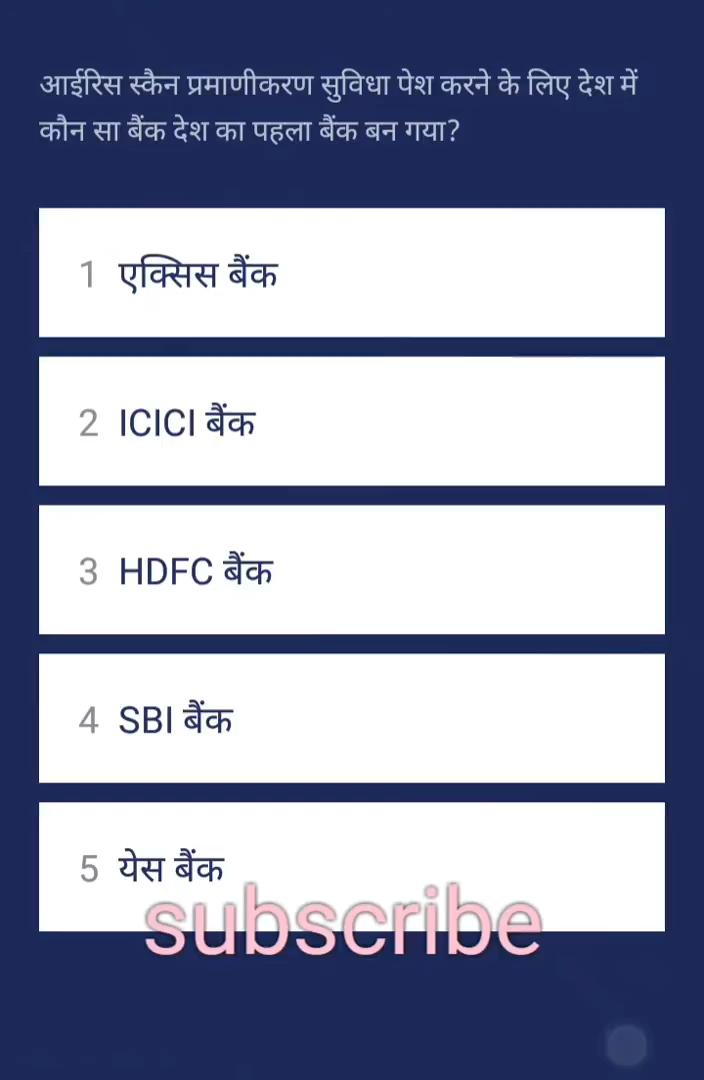 आईरिस स्कैन प्रमाणीकरण सुविधा पेश करने के लिए देश में
कौन सा बैंक देश का पहला बैंक बन गया?
1 एक्सिस बैंक
2 ICICI बैंक
3 HDFC बैंक
4 SBI बैंक
5 येस बैंक
subscribe